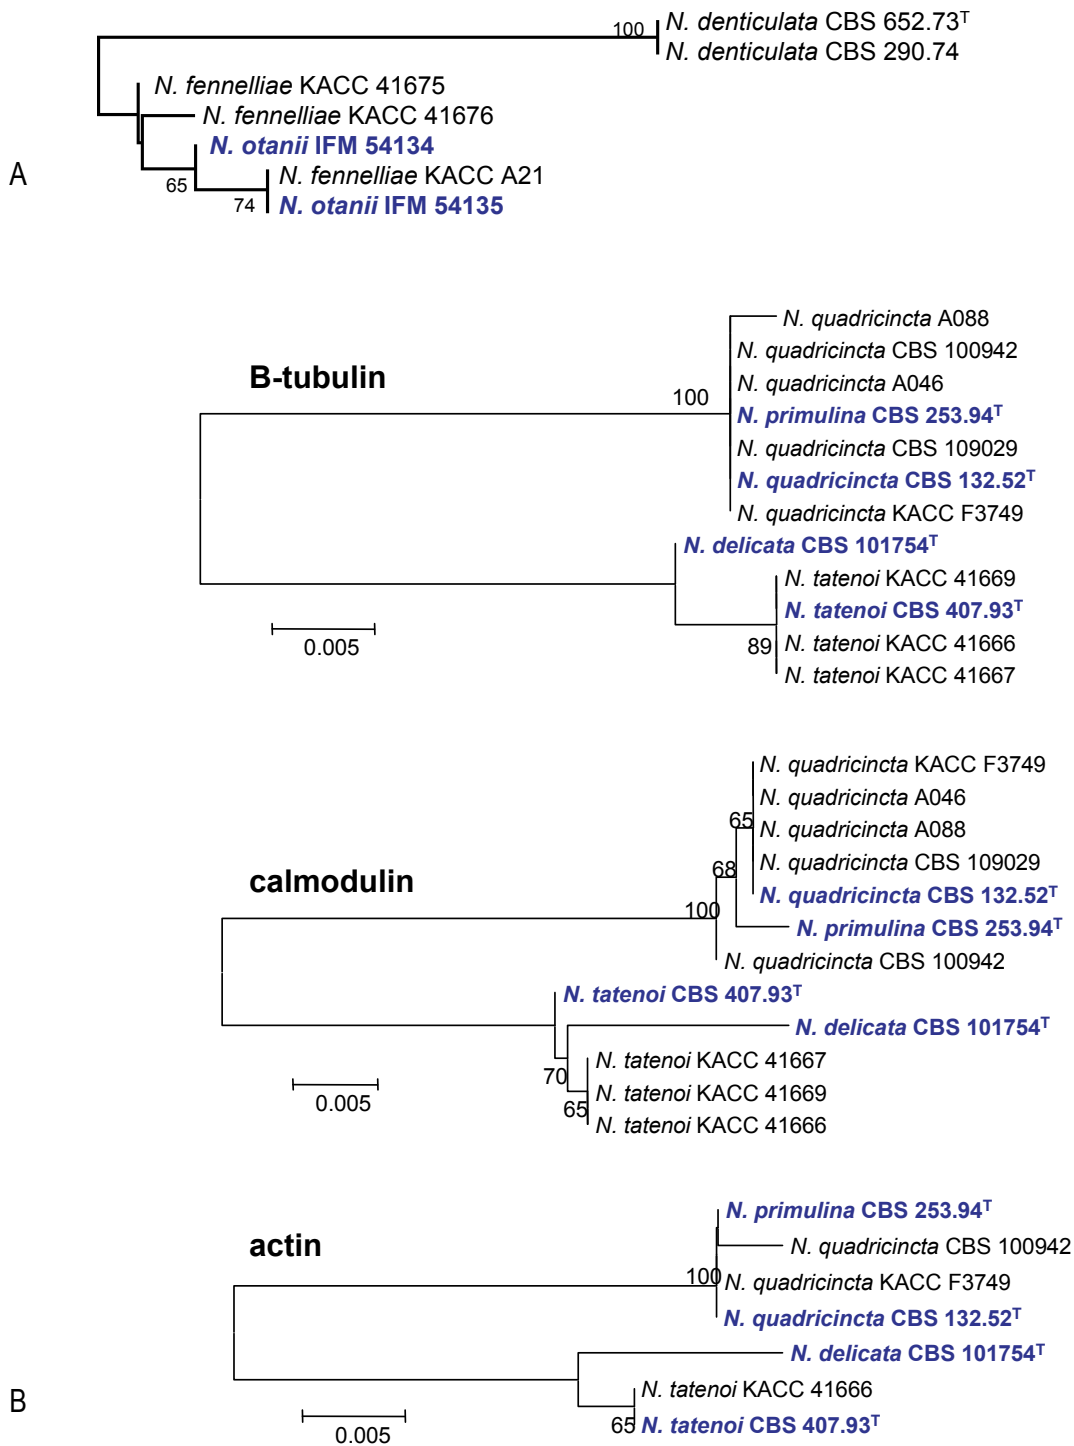 100
N. denticulata CBS 652.73ᵀ
N. denticulata CBS 290.74
N. fennelliae KACC 41675
N. fennelliae KACC 41676
N. otanii IFM 54134
A
65
N. fennelliae KACC A21
74
N. otanii IFM 54135
N. quadricincta A088
N. quadricincta CBS 100942
B-tubulin
N. quadricincta A046
100
N. primulina CBS 253.94ᵀ
N. quadricincta CBS 109029
N. quadricincta CBS 132.52ᵀ
N. quadricincta KACC F3749
N. delicata CBS 101754ᵀ
N. tatenoi KACC 41669
N. tatenoi CBS 407.93ᵀ
0.005
89
N. tatenoi KACC 41666
N. tatenoi KACC 41667
N. quadricincta KACC F3749
N. quadricincta A046
65
N. quadricincta A088
68
N. quadricincta CBS 109029
calmodulin
N. quadricincta CBS 132.52ᵀ
100
N. primulina CBS 253.94ᵀ
N. quadricincta CBS 100942
N. tatenoi CBS 407.93ᵀ
N. delicata CBS 101754ᵀ
N. tatenoi KACC 41667
70
N. tatenoi KACC 41669
0.005
65
N. tatenoi KACC 41666
N. primulina CBS 253.94ᵀ
actin
N. quadricincta CBS 100942
100
N. quadricincta KACC F3749
N. quadricincta CBS 132.52ᵀ
N. delicata CBS 101754ᵀ
N. tatenoi KACC 41666
B
65
N. tatenoi CBS 407.93ᵀ
0.005